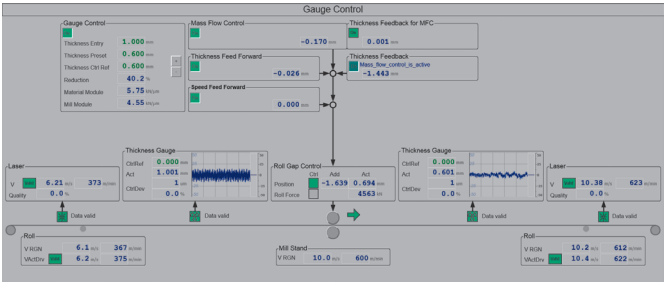 Gauge Control
Gauge Control
Thickness Entry 1.000 mm
Thickness Preset 0.600 mm
Thickness Ctrl Ref 0.600 mm
Reduction 40.2 %
Material Module 5.75
Mill Module 4.55
Mass Flow Control
-0.170 mm
Thickness Feedback for MFC
0.001 mm
Thickness Feed Forward
-0.026 mm
Thickness Feedback
Mass_flow_control_is_active
-1.443 mm
Speed Feed Forward
0.000 mm
Laser
V 6.21 m/s 373 m/min
Quality 0.0 %
Data valid
Thickness Gauge
CtrlRef 0.000 mm
Act 1.001 mm
CtrlDev 1 um
0.0 %
Data valid
Roll Gap Control
Ctrl Add Act
Position -1.639 0.694 mm
Roll Force 4563 kN
Thickness Gauge
CtrlRef 0.000 mm
Act 0.601 mm
CtrlDev 1 um
0.0 %
Data valid
Laser
V 10.38 m/s 623 m/min
Quality 0.0 %
Data valid
Roll
V RGN 6.1 m/s 367 m/min
VActDrv 6.2 m/s 375 m/min
Mill Stand
V RGN 10.0 m/s 600 m/min
Roll
V RGN 10.2 m/s 612 m/min
VActDrv 10.4 m/s 622 m/min